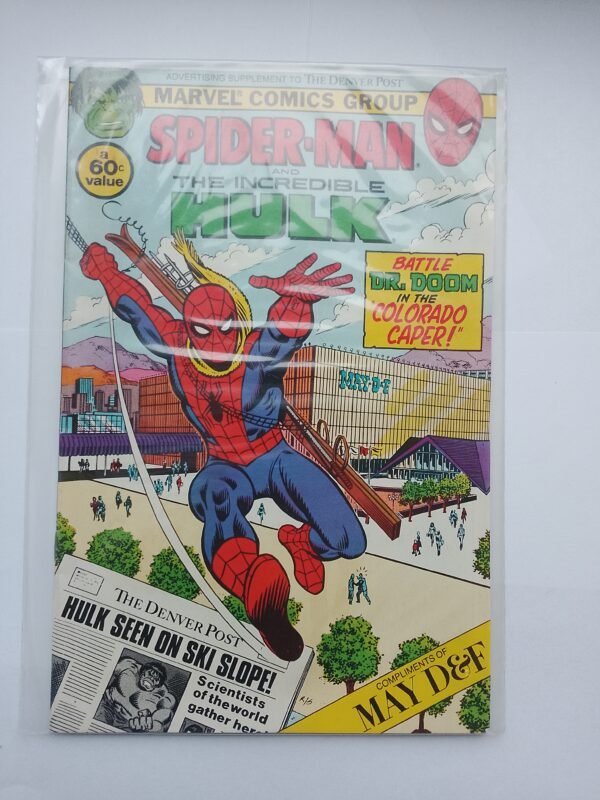 ADVERTISING SUPPLEMENT TO THE DENVER POST
MARVEL® COMICS GROUP
a
60¢
value
SPIDER-MAN
AND
THE INCREDIBLE
HULK
BATTLE
DR. DOOM
IN THE
"COLORADO
CAPER!"
MAY D&F
THE DENVER POST
HULK SEEN ON SKI SLOPE!
Scientists
of the world
gather here
COMPLIMENTS OF
MAY D&F